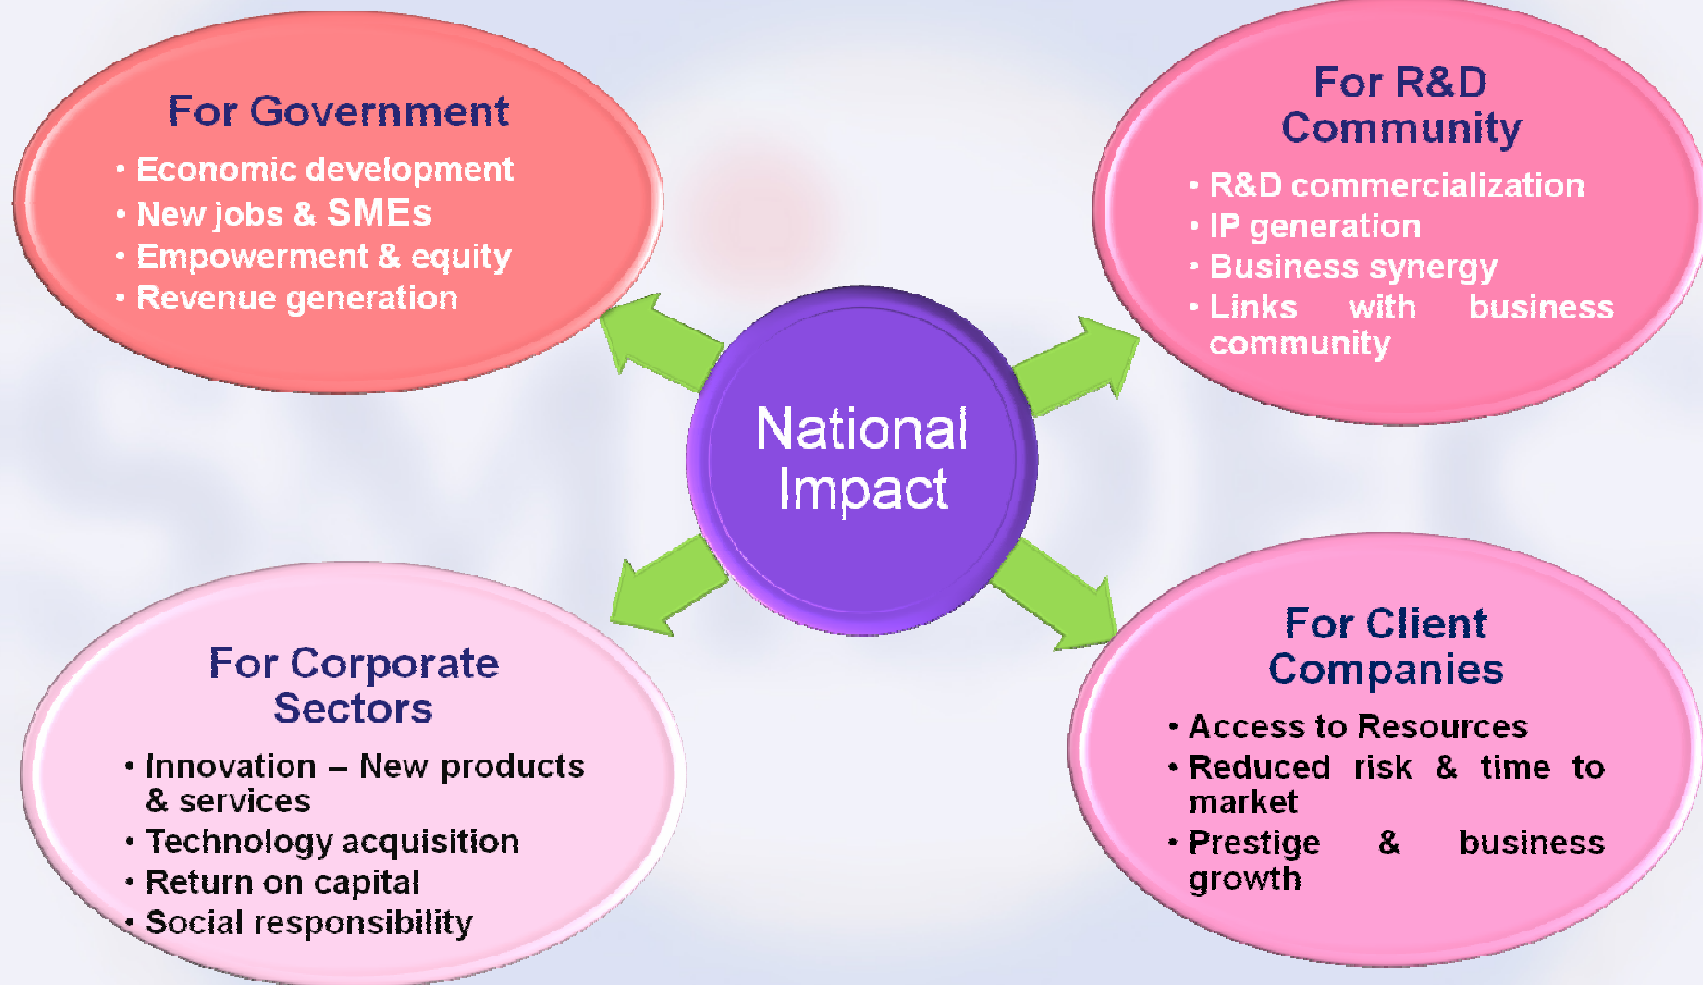 For Government
• Economic development
• New jobs & SMEs
• Empowerment & equity
• Revenue generation
For R&D
Community
• R&D commercialization
• IP generation
• Business synergy
• Links with business
community
National
Impact
For Corporate
Sectors
• Innovation – New products
& services
• Technology acquisition
• Return on capital
• Social responsibility
For Client
Companies
• Access to Resources
• Reduced risk & time to
market
• Prestige & business
growth